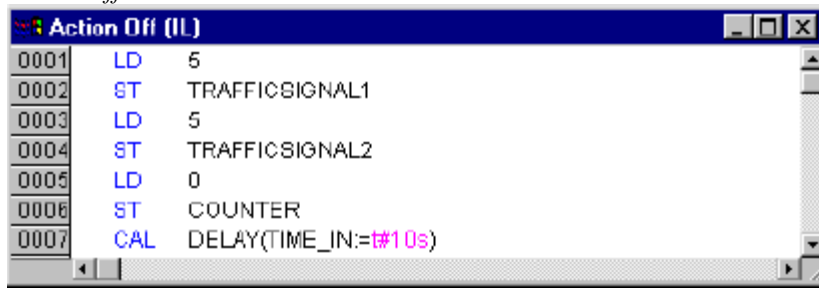 Action Off (IL)
0001 LD 5
0002 ST TRAFFICSIGNAL1
0003 LD 5
0004 ST TRAFFICSIGNAL2
0005 LD 0
0006 ST COUNTER
0007 CAL DELAY(TIME_IN:=t#10s)